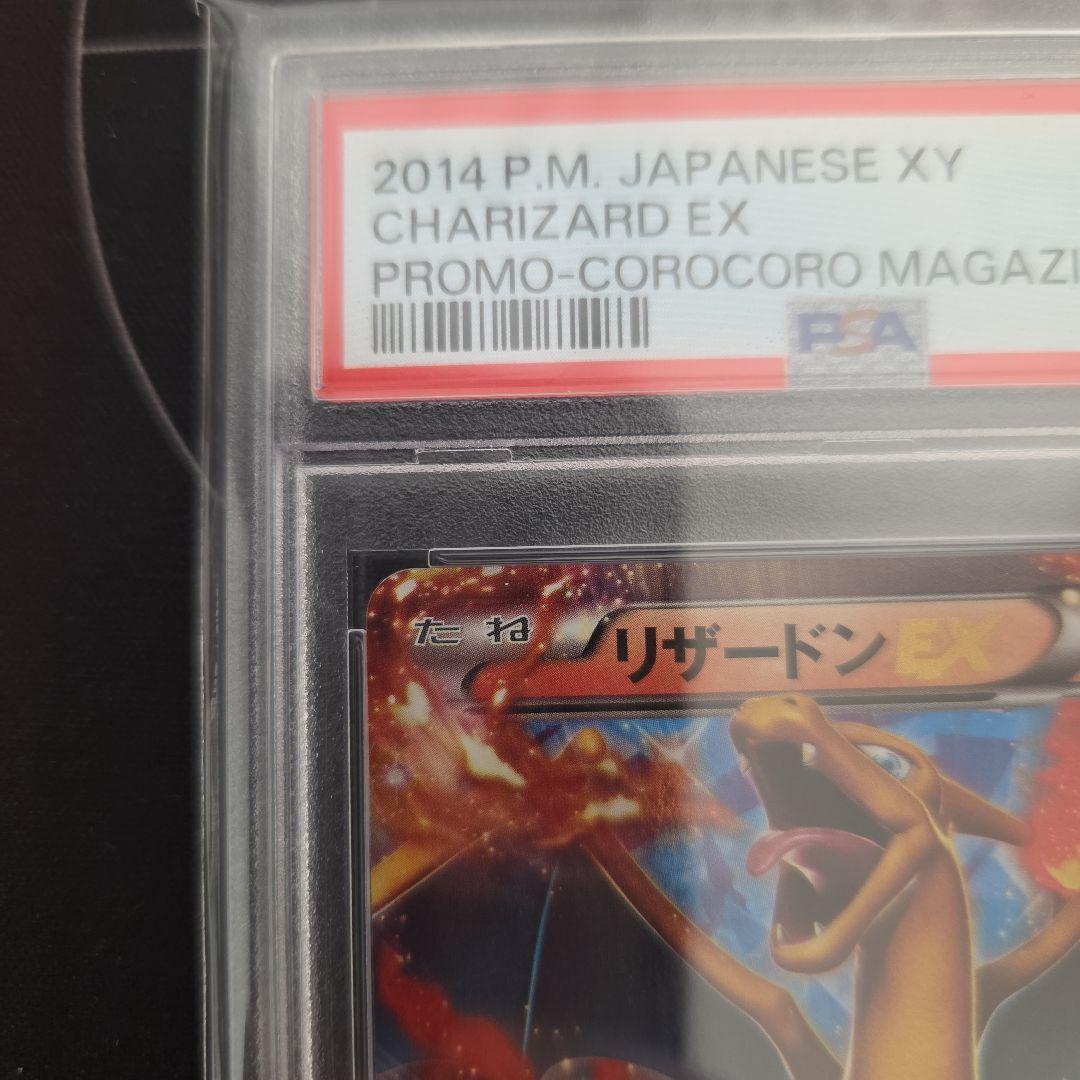 2014 P.M. JAPANESE XY
CHARIZARD EX
PROMO-COROCORO MAGAZI
PSA
たね リザードンEX